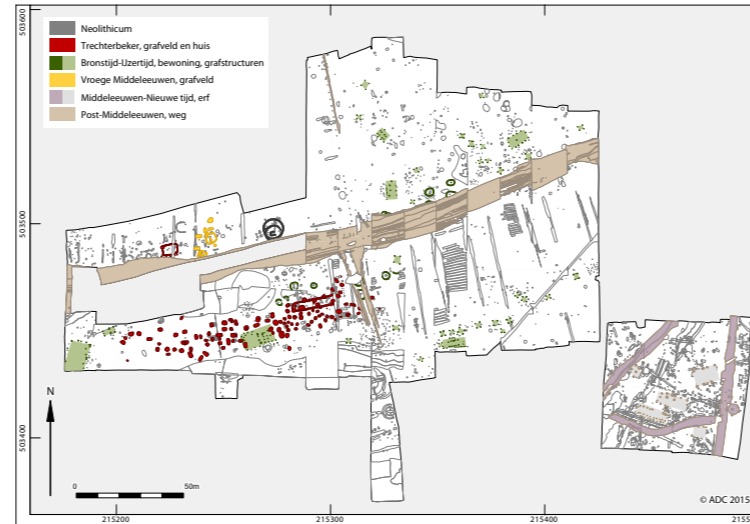 503600
Neolithicum
Trechterbeker, grafveld en huis
Bronstijd-IJzertijd, bewoning, grafstructuren
Vroege Middeleeuwen, grafveld
Middeleeuwen-Nieuwe tijd, erf
Post-Middeleeuwen, weg
503500
503400
N
0 50m
© ADC 2015
215200 215300 215400